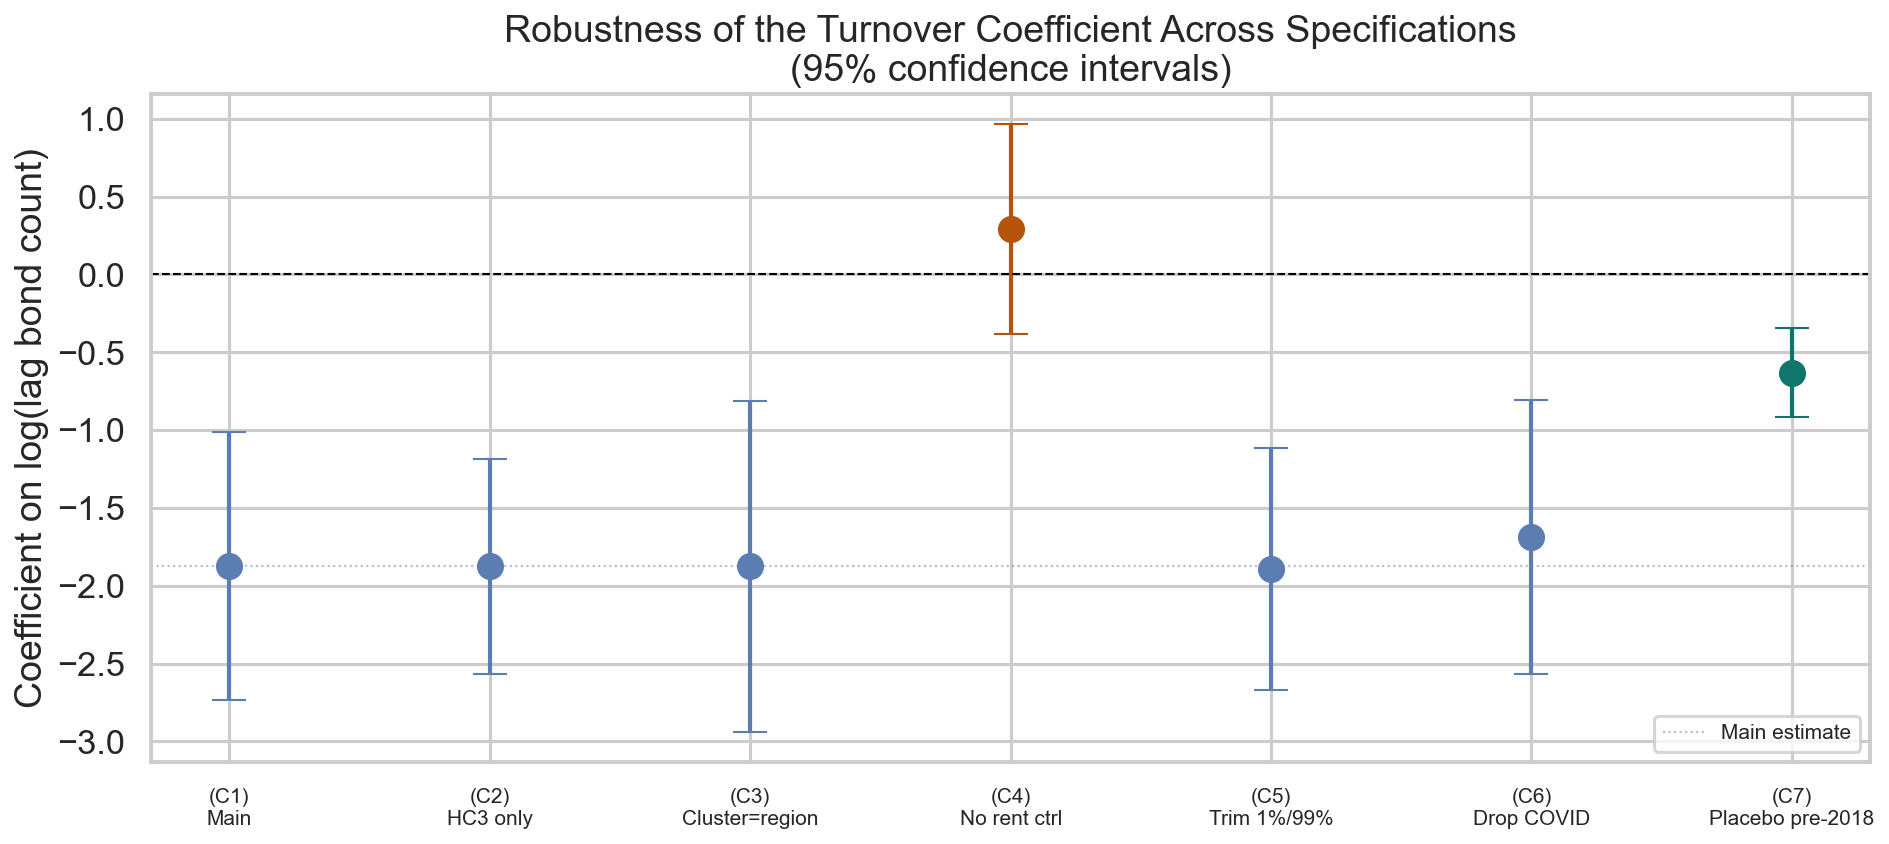 Robustness of the Turnover Coefficient Across Specifications
(95% confidence intervals)
Coefficient on log(lag bond count)
1.0
0.5
0.0
−0.5
−1.0
−1.5
−2.0
−2.5
−3.0
Main estimate
(C1)
Main
(C2)
HC3 only
(C3)
Cluster=region
(C4)
No rent ctrl
(C5)
Trim 1%/99%
(C6)
Drop COVID
(C7)
Placebo pre-2018